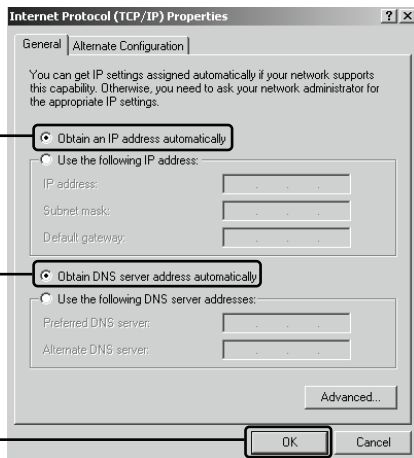 Internet Protocol (TCP/IP) Properties
General
Alternate Configuration
You can get IP settings assigned automatically if your network supports
this capability. Otherwise, you need to ask your network administrator for
the appropriate IP settings.
Obtain an IP address automatically
Use the following IP address:
IP address:
Subnet mask:
Default gateway:
Obtain DNS server address automatically
Use the following DNS server addresses:
Preferred DNS server:
Alternate DNS server:
Advanced...
OK
Cancel